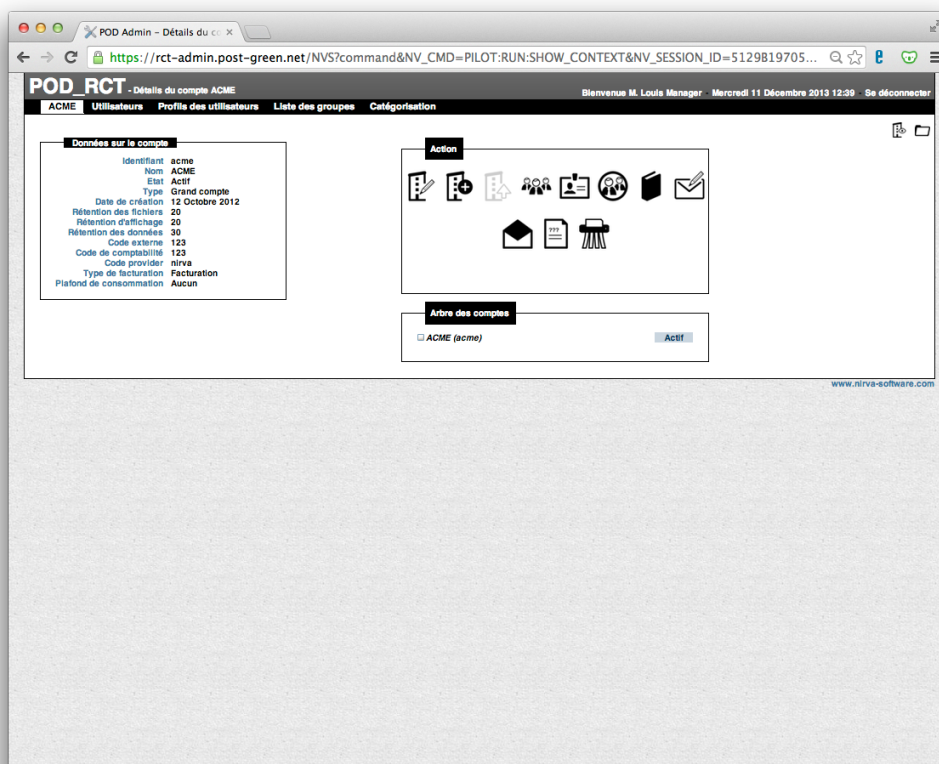 POD Admin – Détails du co
https://rct-admin.post-green.net/NVS?command&NV_CMD=PILOT:RUN:SHOW_CONTEXT&NV_SESSION_ID=5129B19705...
POD_RCT - Détails du compte ACME
Bienvenue M. Louis Manager - Mercredi 11 Décembre 2013 12:39 - Se déconnecter
ACME Utilisateurs Profils des utilisateurs Liste des groupes Catégorisation
Données sur le compte
Identifiant acme
Nom ACME
Etat Actif
Type Grand compte
Date de création 12 Octobre 2012
Rétention des fichiers 20
Rétention d'affichage 20
Rétention des données 30
Code externe 123
Code de comptabilité 123
Code provider nirva
Type de facturation Facturation
Plafond de consommation Aucun
Action
???
Arbre des comptes
ACME (acme) Actif
www.nirva-software.com